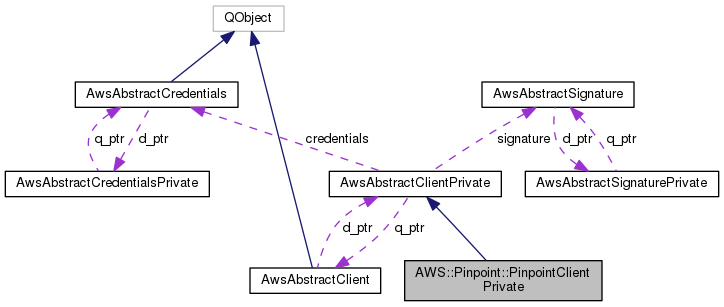 QObject
AwsAbstractCredentials
AwsAbstractSignature
q_ptr
d_ptr
credentials
signature
d_ptr
q_ptr
AwsAbstractCredentialsPrivate
AwsAbstractClientPrivate
AwsAbstractSignaturePrivate
d_ptr
q_ptr
AwsAbstractClient
AWS::Pinpoint::PinpointClient
Private